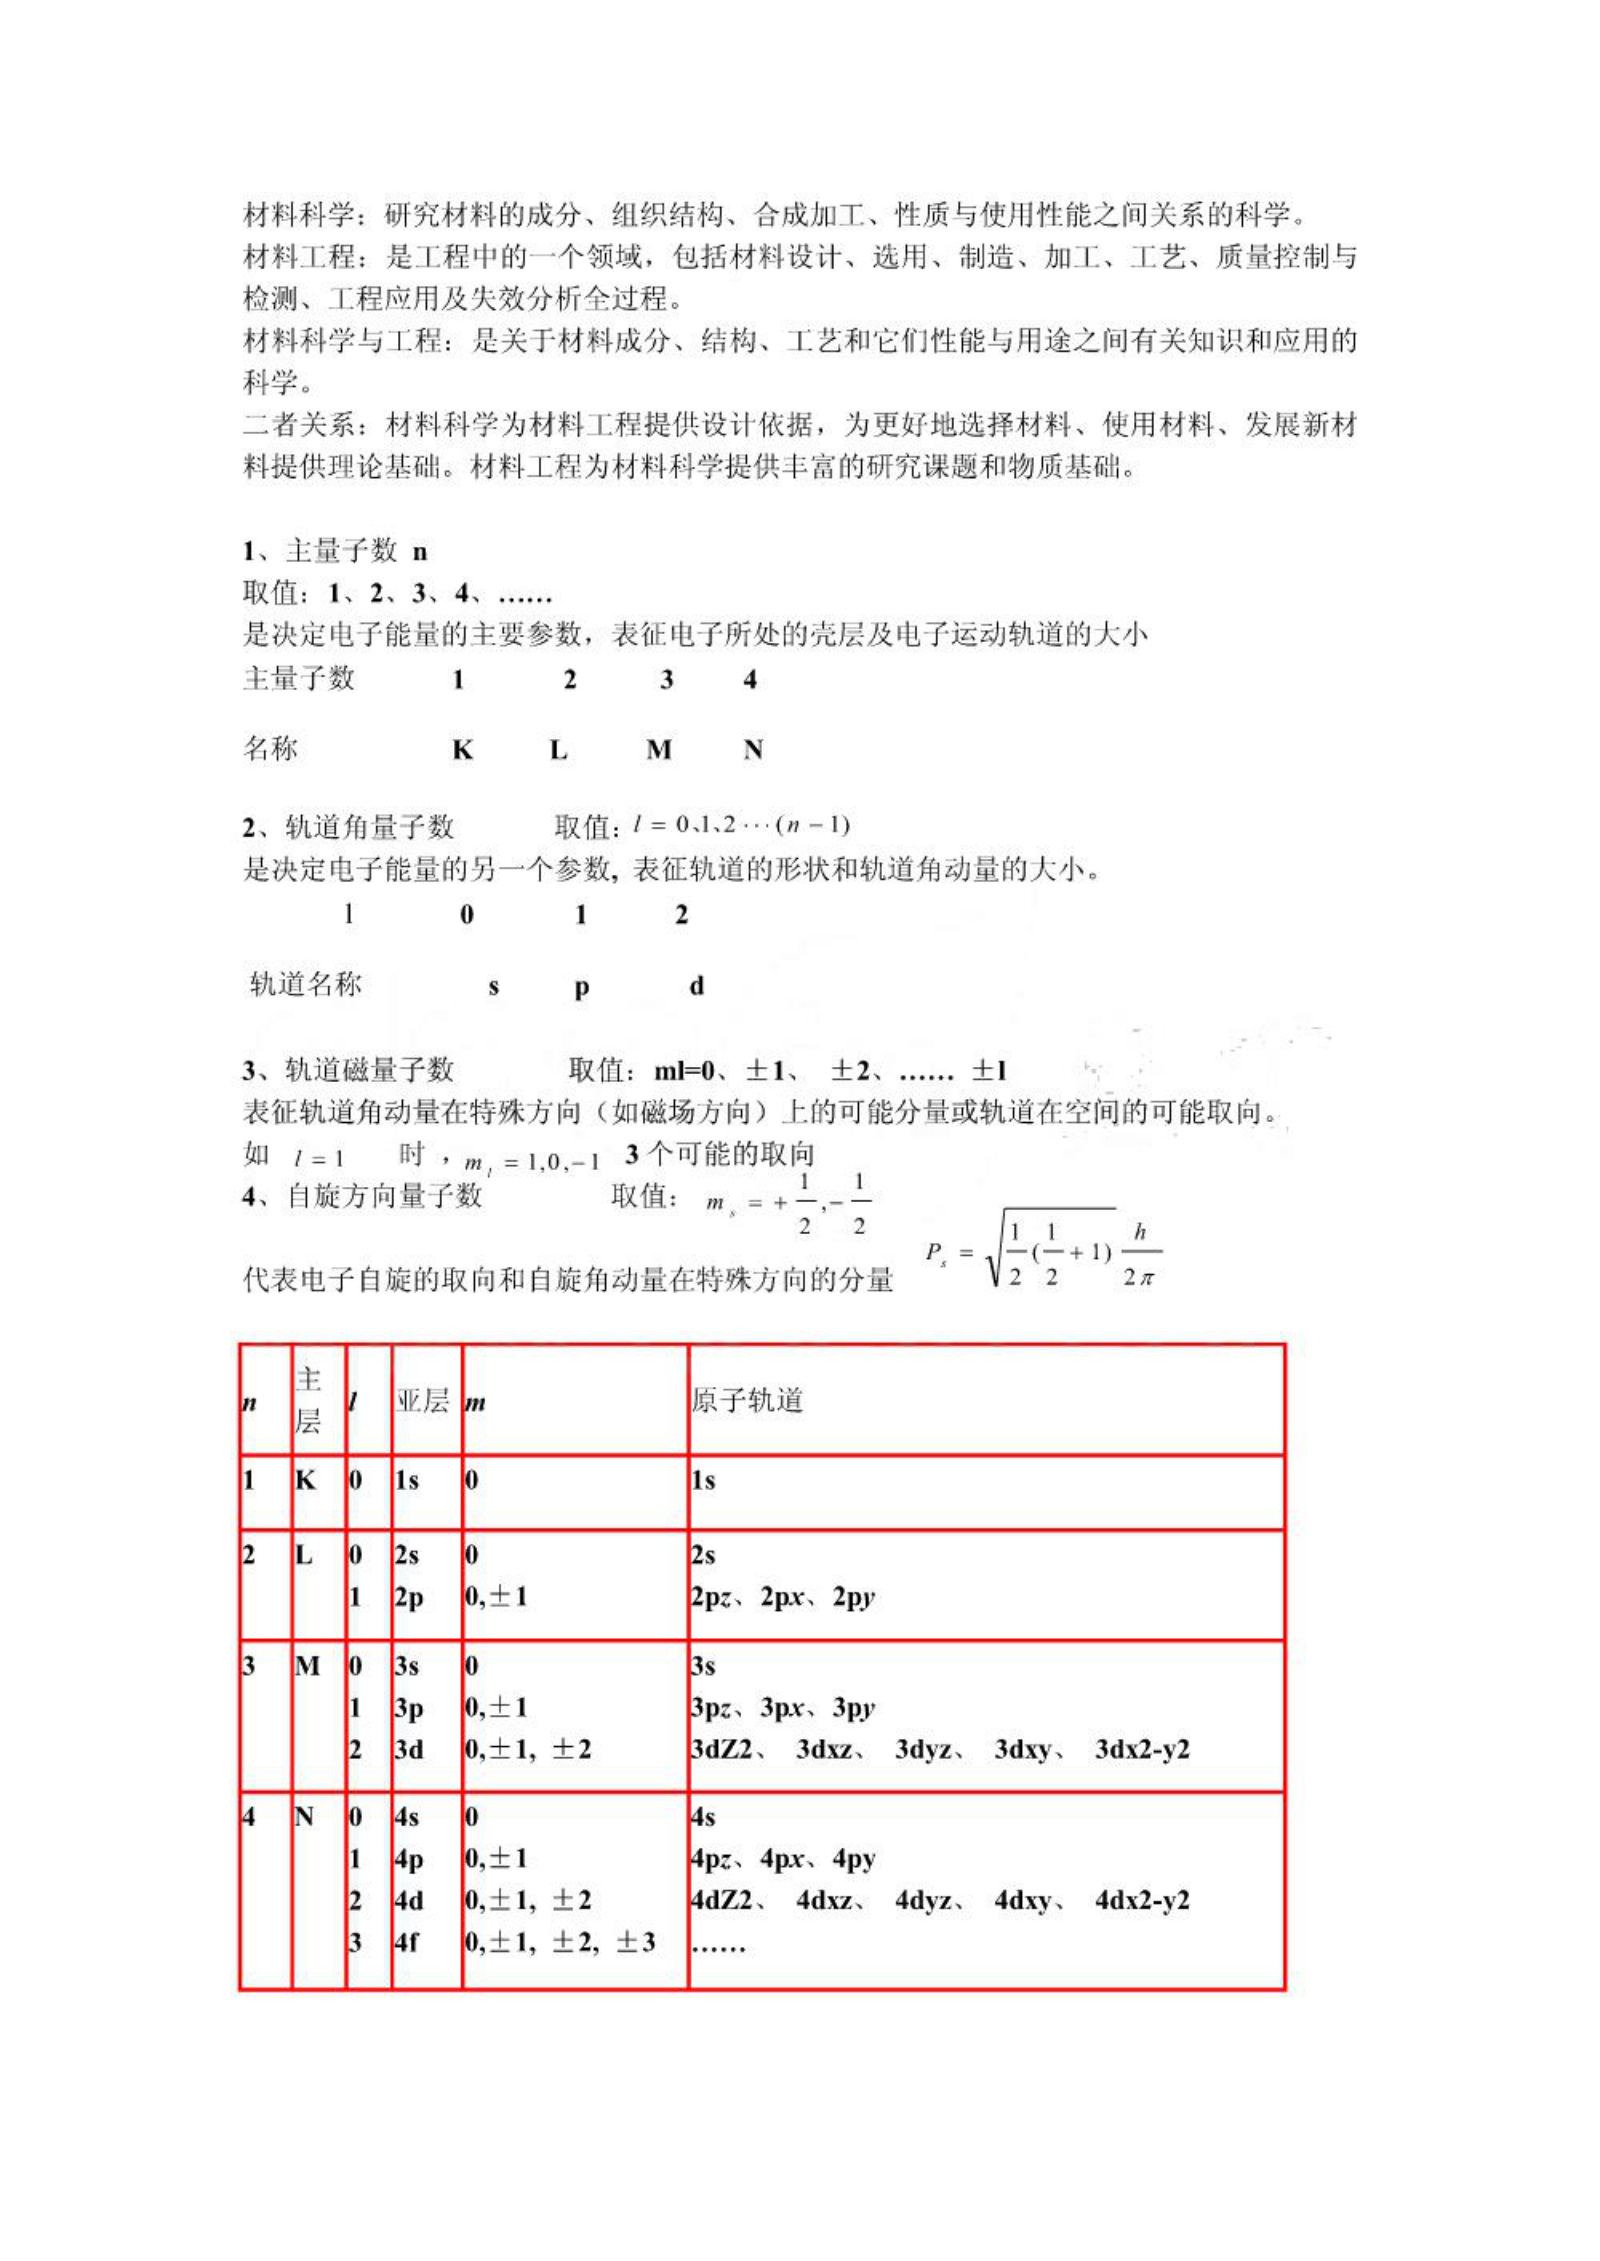 材料科学：研究材料的成分、组织结构、合成加工、性质与使用性能之间关系的科学。
材料工程：是工程中的一个领域，包括材料设计、选用、制造、加工、工艺、质量控制与
检测、工程应用及失效分析全过程。
材料科学与工程：是关于材料成分、结构、工艺和它们性能与用途之间有关知识和应用的
科学。
二者关系：材料科学为材料工程提供设计依据，为更好地选择材料、使用材料、发展新材
料提供理论基础。材料工程为材料科学提供丰富的研究课题和物质基础。
1、主量子数 n
取值：1、2、3、4、……
是决定电子能量的主要参数，表征电子所处的壳层及电子运动轨道的大小
主量子数 1 2 3 4
名称 K L M N
2、轨道角量子数 取值：l = 0、1、2⋯(n − 1)
是决定电子能量的另一个参数, 表征轨道的形状和轨道角动量的大小。
l 0 1 2
轨道名称 s p d
3、轨道磁量子数 取值：ml=0、±1、 ±2、…… ±l
表征轨道角动量在特殊方向（如磁场方向）上的可能分量或轨道在空间的可能取向。
如 l = 1 时 ，m_l = 1,0,−1 3 个可能的取向
4、自旋方向量子数 取值： m_s = +1/2,−1/2
代表电子自旋的取向和自旋角动量在特殊方向的分量 P_s = √(1/2(1/2+1)) h/2π
n 主层 l 亚层 m 原子轨道
1 K 0 1s 0 1s
2 L 0 2s 0 2s
1 2p 0,±1 2pz、2px、2py
3 M 0 3s 0 3s
1 3p 0,±1 3pz、3px、3py
2 3d 0,±1, ±2 3dZ2、 3dxz、 3dyz、 3dxy、 3dx2-y2
4 N 0 4s 0 4s
1 4p 0,±1 4pz、4px、4py
2 4d 0,±1, ±2 4dZ2、 4dxz、 4dyz、 4dxy、 4dx2-y2
3 4f 0,±1, ±2, ±3 ……